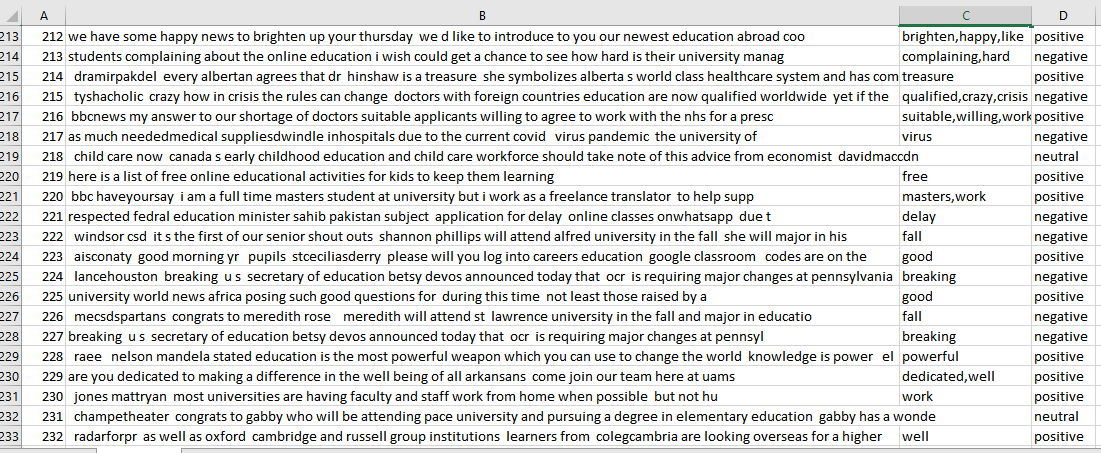 A B C D
213 212 we have some happy news to brighten up your thursday we d like to introduce to you our newest education abroad coo brighten,happy,like positive
214 213 students complaining about the online education i wish could get a chance to see how hard is their university manag complaining,hard negative
215 214 dramirpakdel every albertan agrees that dr hinshaw is a treasure she symbolizes alberta s world class healthcare system and has com treasure positive
216 215 tyshacholic crazy how in crisis the rules can change doctors with foreign countries education are now qualified worldwide yet if the qualified,crazy,crisis negative
217 216 bbcnews my answer to our shortage of doctors suitable applicants willing to agree to work with the nhs for a presc suitable,willing,work positive
218 217 as much neededmedical suppliesdwindle inhospitals due to the current covid virus pandemic the university of virus negative
219 218 child care now canada s early childhood education and child care workforce should take note of this advice from economist davidmaccdn neutral
220 219 here is a list of free online educational activities for kids to keep them learning free positive
221 220 bbc haveyoursay i am a full time masters student at university but i work as a freelance translator to help supp masters,work positive
222 221 respected fedral education minister sahib pakistan subject application for delay online classes onwhatsapp due t delay negative
223 222 windsor csd it s the first of our senior shout outs shannon phillips will attend alfred university in the fall she will major in his fall negative
224 223 aisconaty good morning yr pupils stceciliasderry please will you log into careers education google classroom codes are on the good positive
225 224 lancehouston breaking u s secretary of education betsy devos announced today that ocr is requiring major changes at pennsylvania breaking negative
226 225 university world news africa posing such good questions for during this time not least those raised by a good positive
227 226 mecsdspartans congrats to meredith rose meredith will attend st lawrence university in the fall and major in educatio fall negative
228 227 breaking u s secretary of education betsy devos announced today that ocr is requiring major changes at pennsyl breaking negative
229 228 raee nelson mandela stated education is the most powerful weapon which you can use to change the world knowledge is power el powerful positive
230 229 are you dedicated to making a difference in the well being of all arkansans come join our team here at uams dedicated,well positive
231 230 jones mattryan most universities are having faculty and staff work from home when possible but not hu work positive
232 231 champetheater congrats to gabby who will be attending pace university and pursuing a degree in elementary education gabby has a wonde neutral
233 232 radarforpr as well as oxford cambridge and russell group institutions learners from colegcambria are looking overseas for a higher well positive